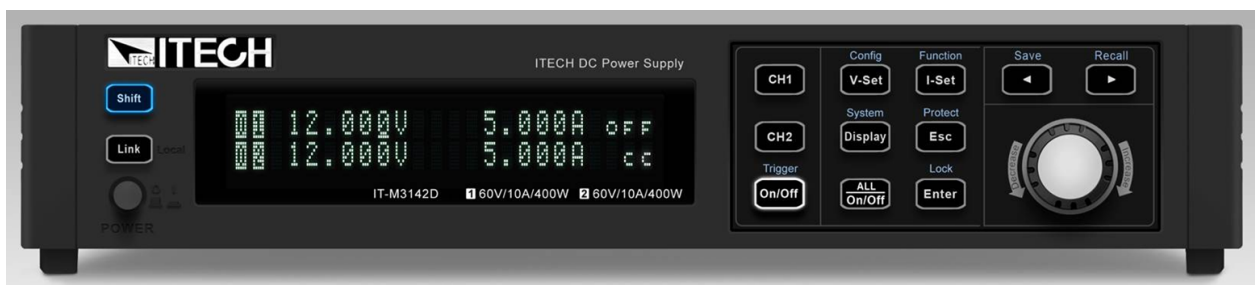 ITECH ITECH
ITECH DC Power Supply
Shift
Link Local
POWER
01 12.000V 5.000A OFF
02 12.000V 5.000A cc
IT-M3142D 1 60V/10A/400W 2 60V/10A/400W
CH1
CH2
Trigger
On/Off
Config
V-Set
Function
I-Set
System
Display
Protect
Esc
ALL
On/Off
Lock
Enter
Save
◄
Recall
►
Decrease
Increase